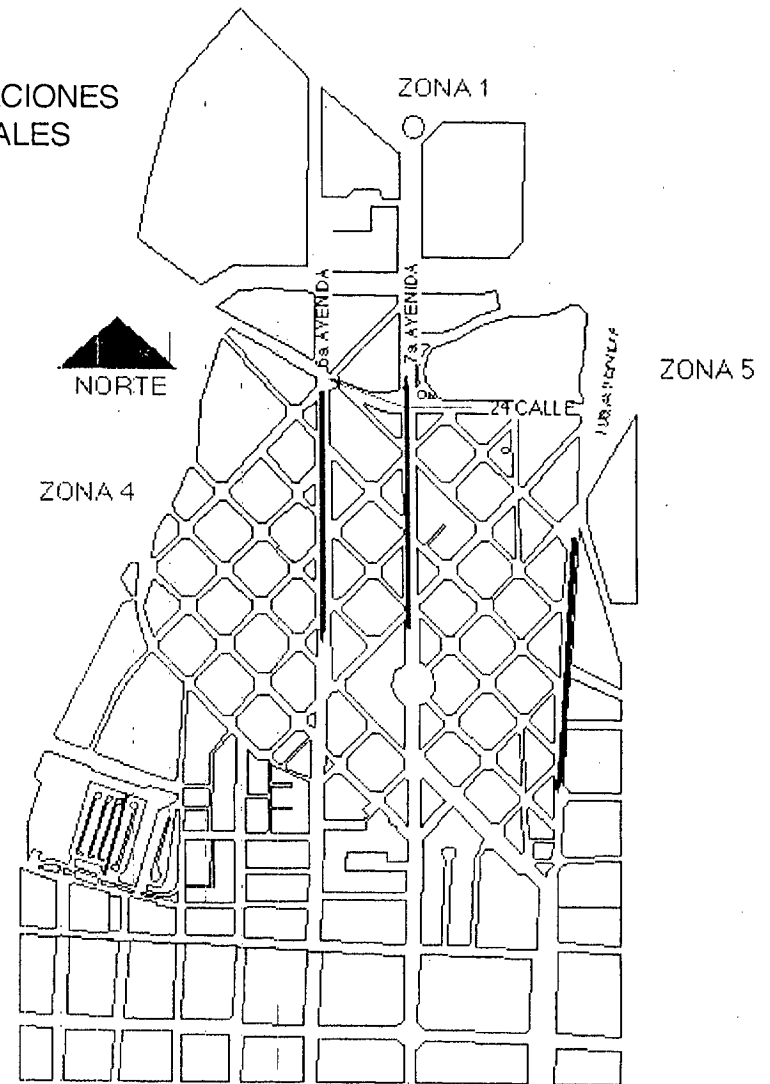 CIONES
ALES
ZONA 1
6a AVENIDA
7a AVENIDA
NORTE
ZONA 5
24 CALLE
ZONA 4